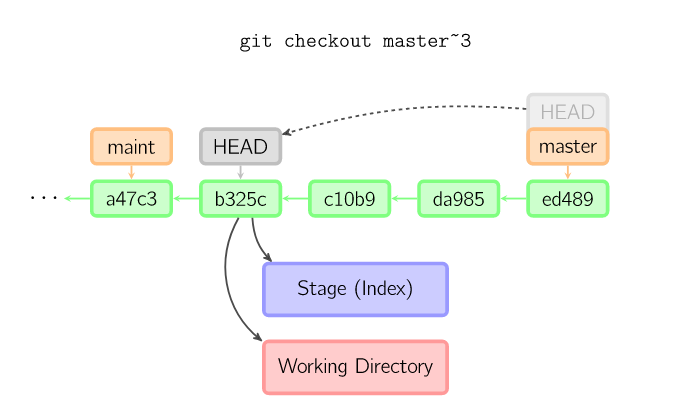 git checkout master~3
HEAD
maint HEAD master
··· a47c3 b325c c10b9 da985 ed489
Stage (Index)
Working Directory